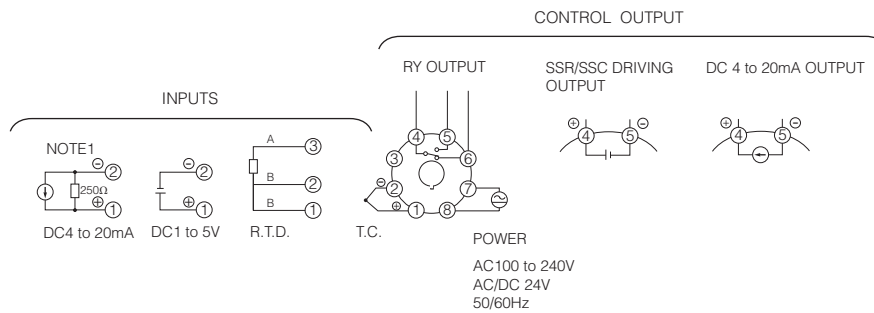 CONTROL OUTPUT
RY OUTPUT
SSR/SSC DRIVING
OUTPUT
DC 4 to 20mA OUTPUT
INPUTS
NOTE1
⊖ 2
250Ω
⊕ 1
DC4 to 20mA
⊖ 2
⊕ 1
DC1 to 5V
A 3
B 2
B 1
R.T.D.
T.C.
⊖
⊕
4 5
3 6
2 7
1 8
⊕ 4 5 ⊖
⊕ 4 5 ⊖
POWER
AC100 to 240V
AC/DC 24V
50/60Hz